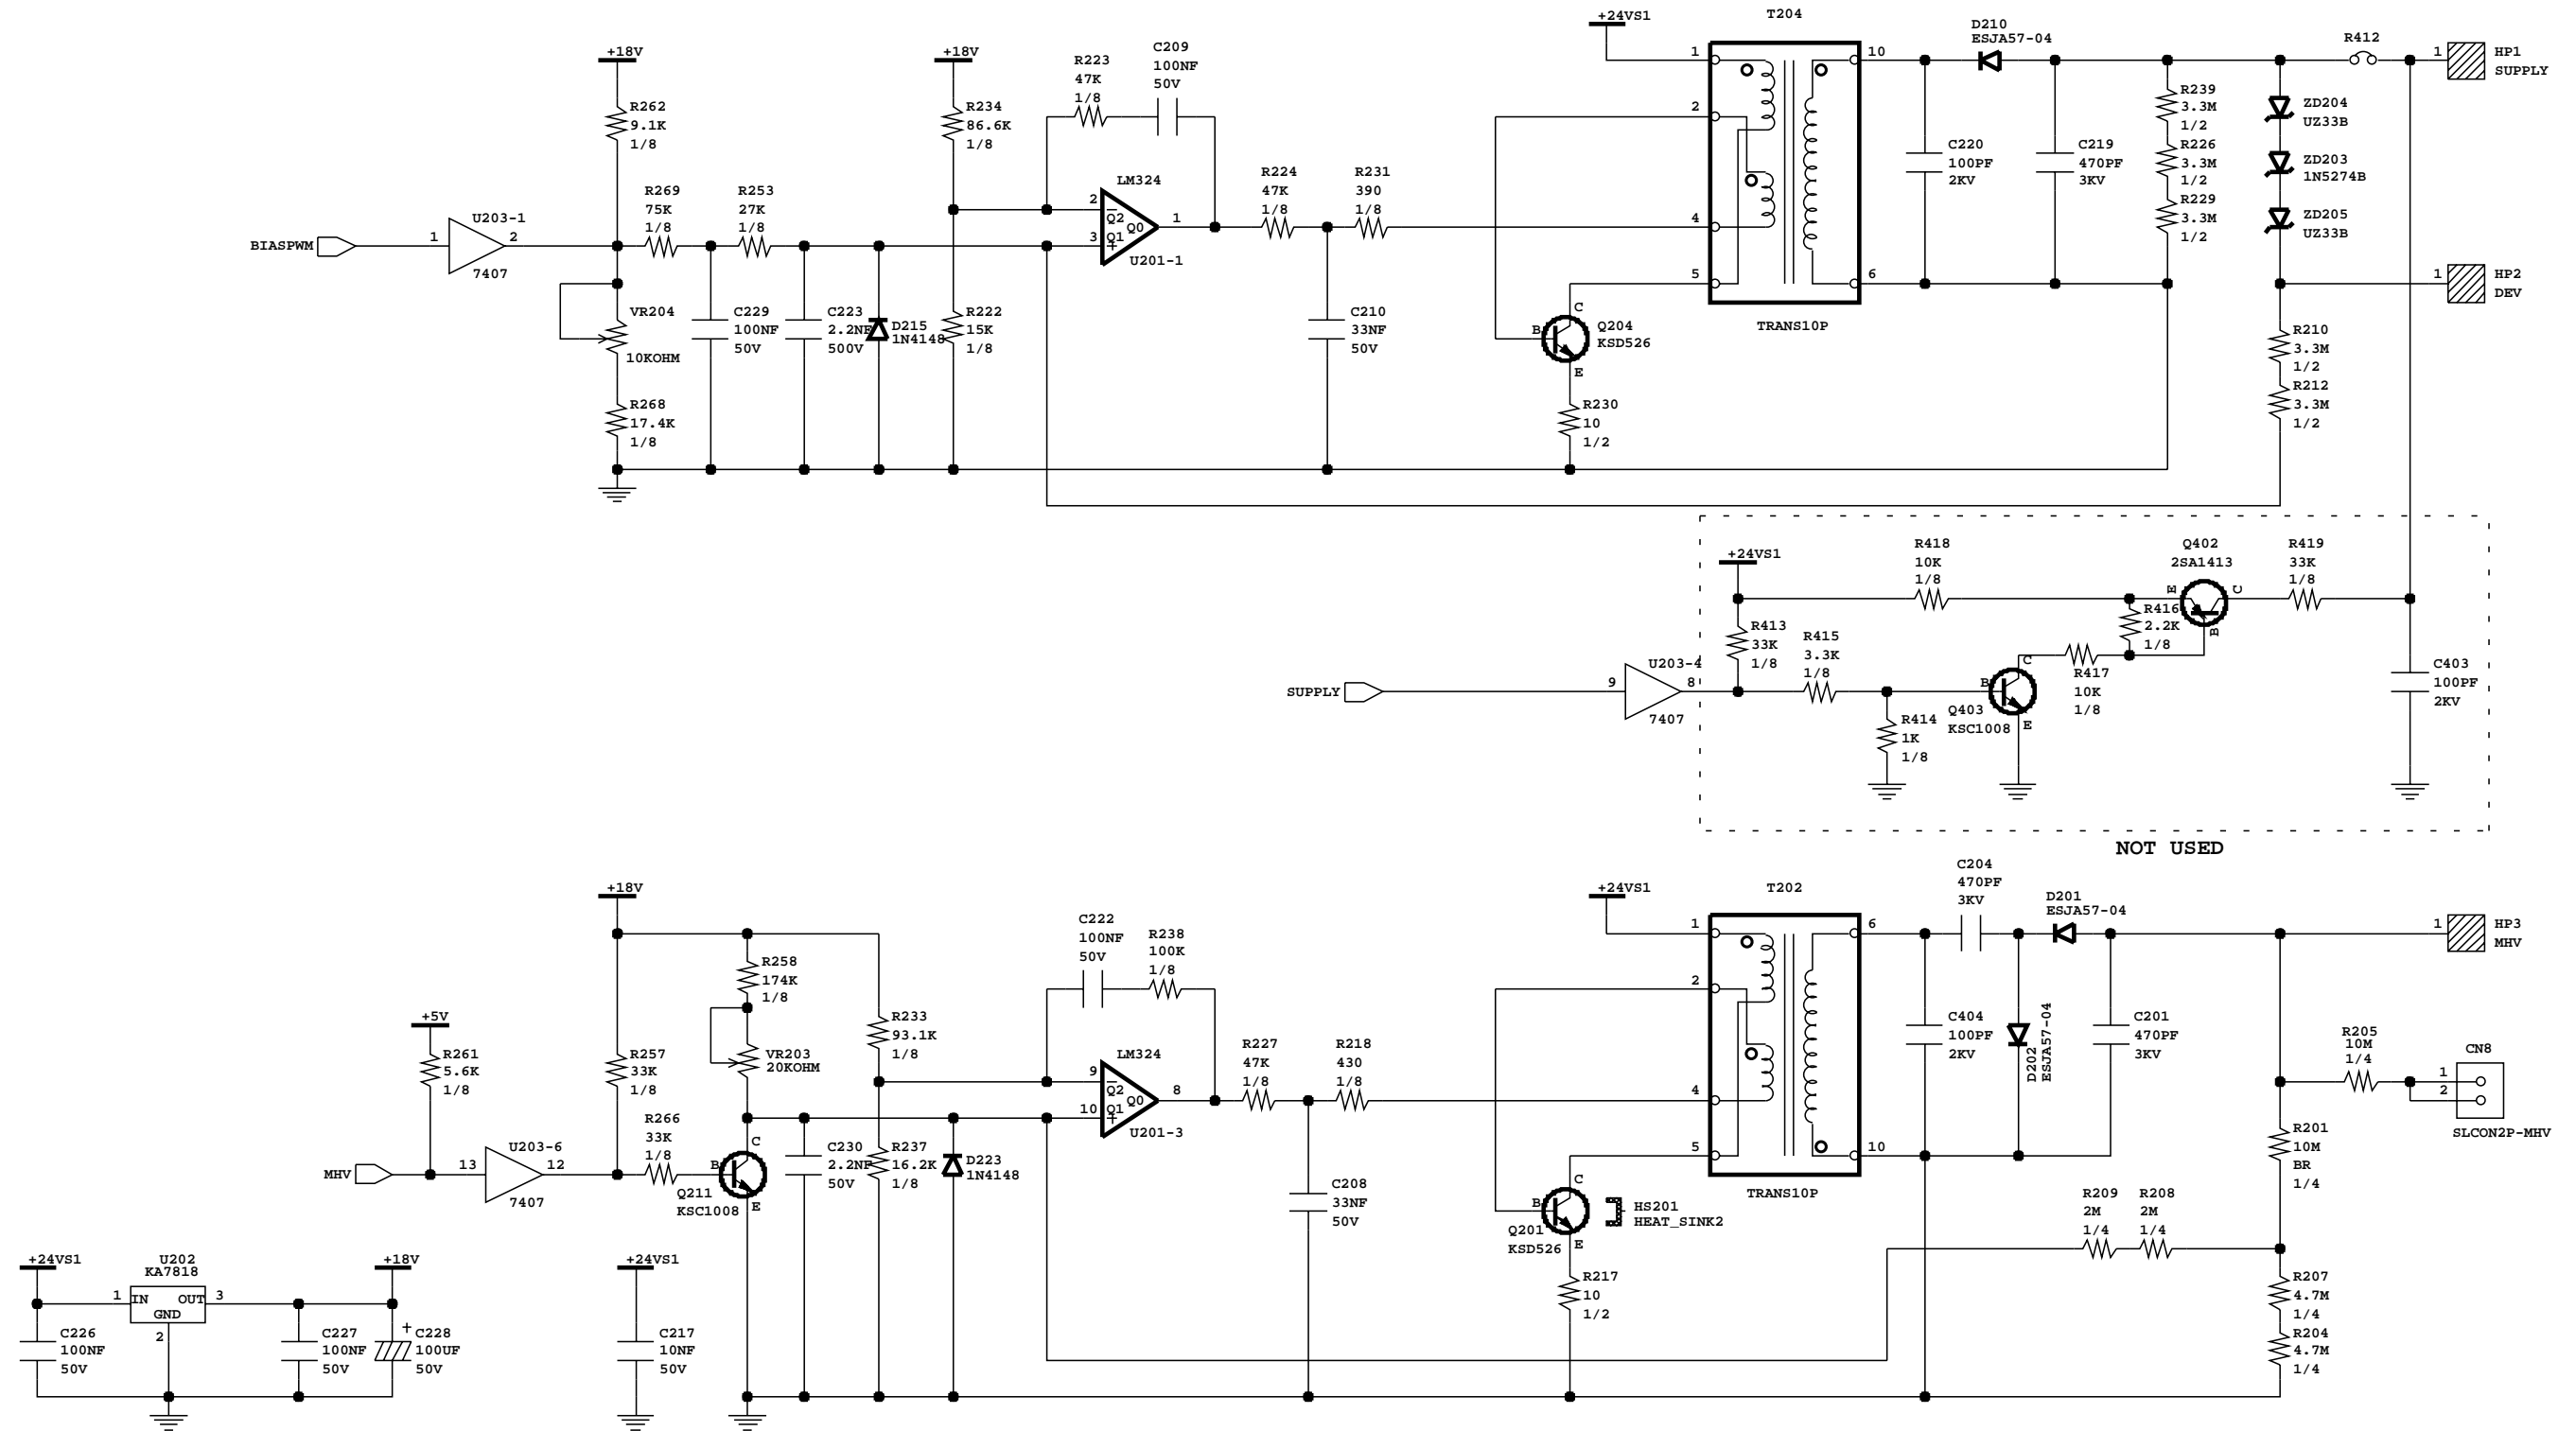 +24VS1
T204
D210
ESJA57-04
R412
+18V
+18V
R223
47K
1/8
C209
100NF
50V
1
10
1
HP1
SUPPLY
R262
9.1K
1/8
R234
86.6K
1/8
2
R239
3.3M
1/2
ZD204
UZ33B
C220
100PF
2KV
C219
470PF
3KV
R226
3.3M
1/2
ZD203
1N5274B
R269
75K
1/8
R253
27K
1/8
LM324
2
Q2
3
Q1
Q0
1
U201-1
R224
47K
1/8
R231
390
1/8
4
R229
3.3M
1/2
ZD205
UZ33B
BIASPWM
1
U203-1
2
7407
5
6
1
HP2
DEV
VR204
10KOHM
C229
100NF
50V
C223
2.2NF
500V
D215
1N4148
R222
15K
1/8
C210
33NF
50V
C
B
E
Q204
KSD526
TRANS10P
R210
3.3M
1/2
R268
17.4K
1/8
R230
10
1/2
R212
3.3M
1/2
+24VS1
R418
10K
1/8
Q402
2SA1413
E
C
B
R419
33K
1/8
R413
33K
1/8
R415
3.3K
1/8
R416
2.2K
1/8
SUPPLY
9
U203-4
8
7407
R414
1K
1/8
B
C
E
Q403
KSC1008
R417
10K
1/8
C403
100PF
2KV
NOT USED
+18V
+24VS1
T202
C204
470PF
3KV
D201
ESJA57-04
C222
100NF
50V
R238
100K
1/8
1
6
1
HP3
MHV
R258
174K
1/8
2
+5V
R261
5.6K
1/8
R257
33K
1/8
VR203
20KOHM
R233
93.1K
1/8
LM324
9
Q2
10
Q1
Q0
8
U201-3
R227
47K
1/8
R218
430
1/8
4
C404
100PF
2KV
D202
ESJA57-04
C201
470PF
3KV
R205
10M
1/4
CN8
1
2
SLCON2P-MHV
MHV
13
U203-6
12
7407
R266
33K
1/8
C
B
E
Q211
KSC1008
C230
2.2NF
50V
R237
16.2K
1/8
D223
1N4148
5
10
C208
33NF
50V
C
B
E
Q201
KSD526
HS201
HEAT_SINK2
TRANS10P
R201
10M
BR
1/4
R209
2M
1/4
R208
2M
1/4
+24VS1
U202
KA7818
+18V
+24VS1
1
IN
OUT
3
GND
2
R217
10
1/2
R207
4.7M
1/4
C226
100NF
50V
C227
100NF
50V
+
C228
100UF
50V
C217
10NF
50V
R204
4.7M
1/4